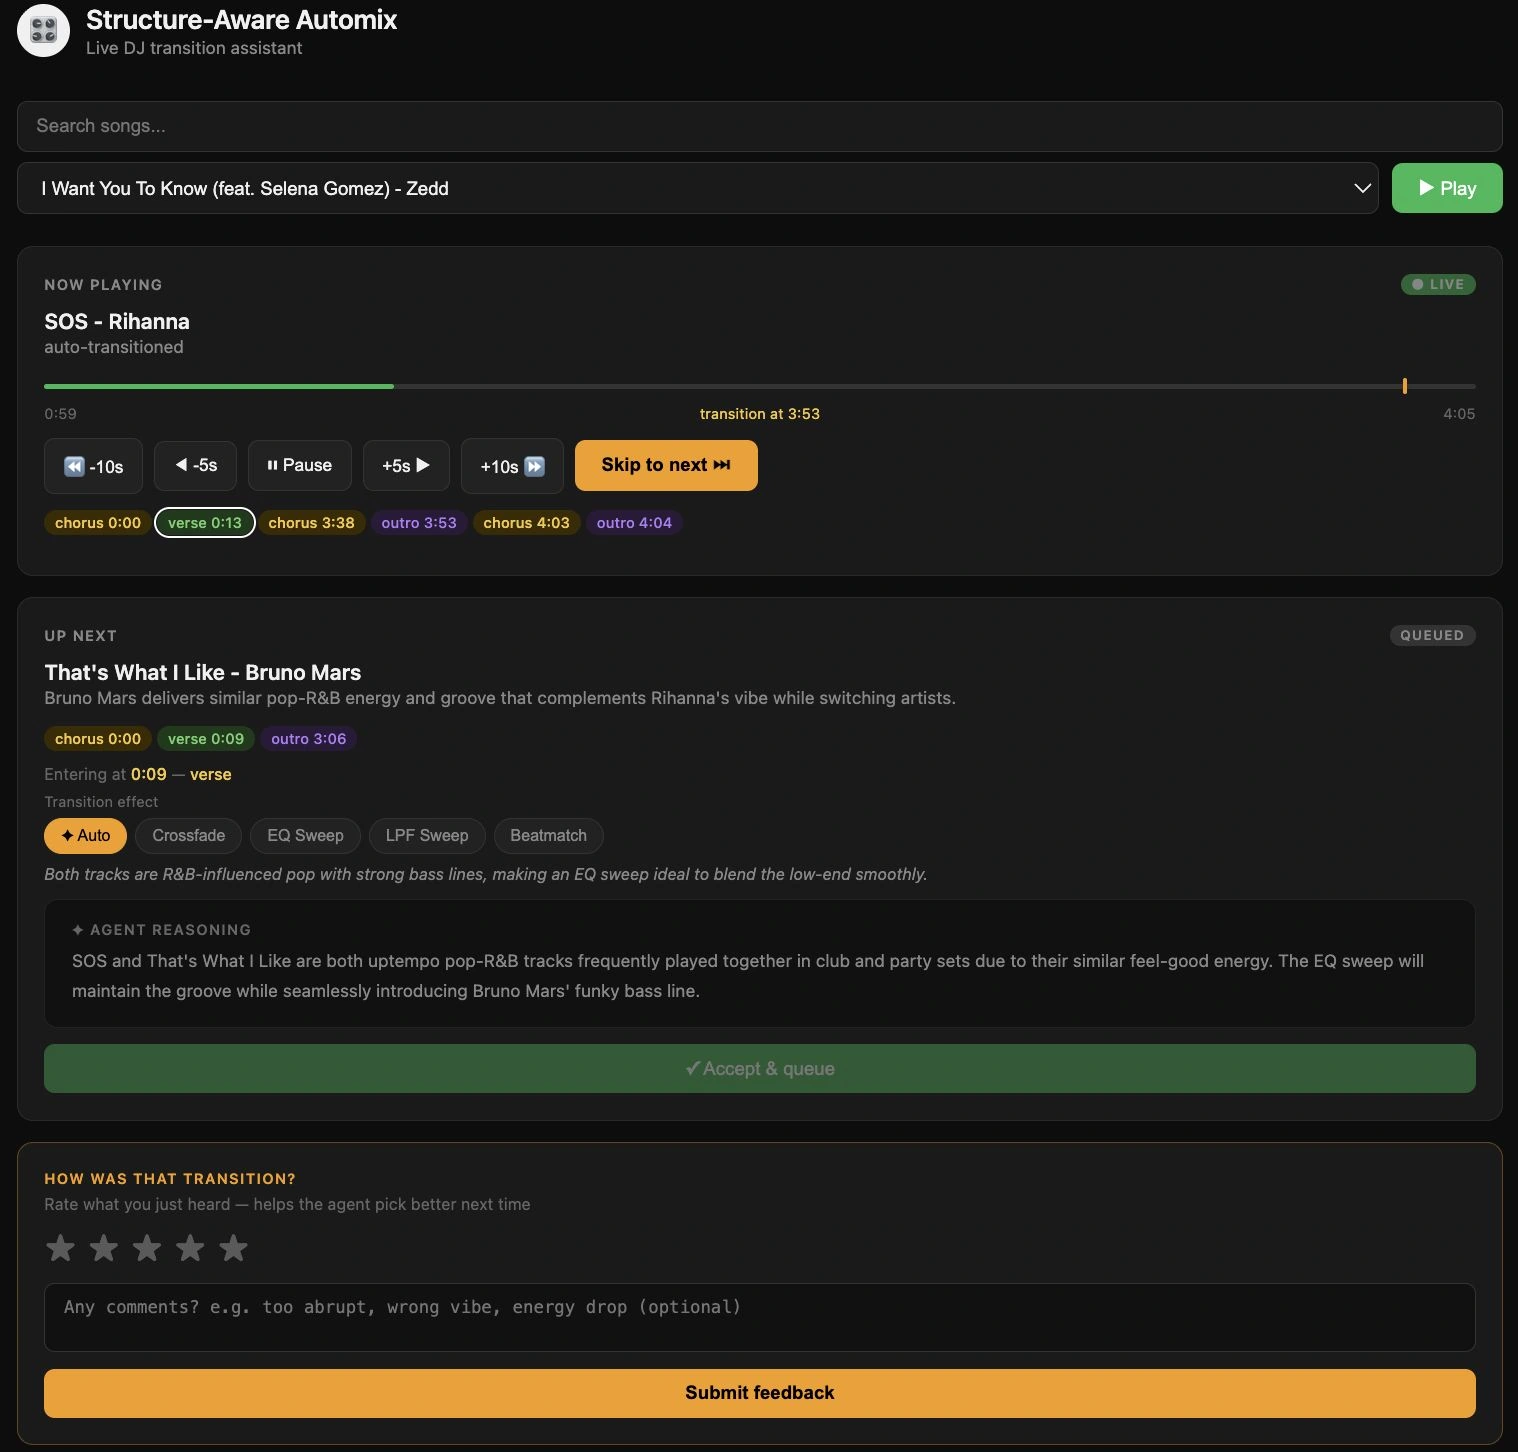 Structure-Aware Automix
Live DJ transition assistant
Search songs...
I Want You To Know (feat. Selena Gomez) - Zedd
▶ Play
NOW PLAYING
● LIVE
SOS - Rihanna
auto-transitioned
0:59
transition at 3:53
4:05
⏪ -10s
◀ -5s
⏸ Pause
+5s ▶
+10s ⏩
Skip to next ⏭
chorus 0:00
verse 0:13
chorus 3:38
outro 3:53
chorus 4:03
outro 4:04
UP NEXT
QUEUED
That's What I Like - Bruno Mars
Bruno Mars delivers similar pop-R&B energy and groove that complements Rihanna's vibe while switching artists.
chorus 0:00
verse 0:09
outro 3:06
Entering at 0:09 — verse
Transition effect
✦ Auto
Crossfade
EQ Sweep
LPF Sweep
Beatmatch
Both tracks are R&B-influenced pop with strong bass lines, making an EQ sweep ideal to blend the low-end smoothly.
✦ AGENT REASONING
SOS and That's What I Like are both uptempo pop-R&B tracks frequently played together in club and party sets due to their similar feel-good energy. The EQ sweep will
maintain the groove while seamlessly introducing Bruno Mars' funky bass line.
✓ Accept & queue
HOW WAS THAT TRANSITION?
Rate what you just heard — helps the agent pick better next time
★ ★ ★ ★ ★
Any comments? e.g. too abrupt, wrong vibe, energy drop (optional)
Submit feedback